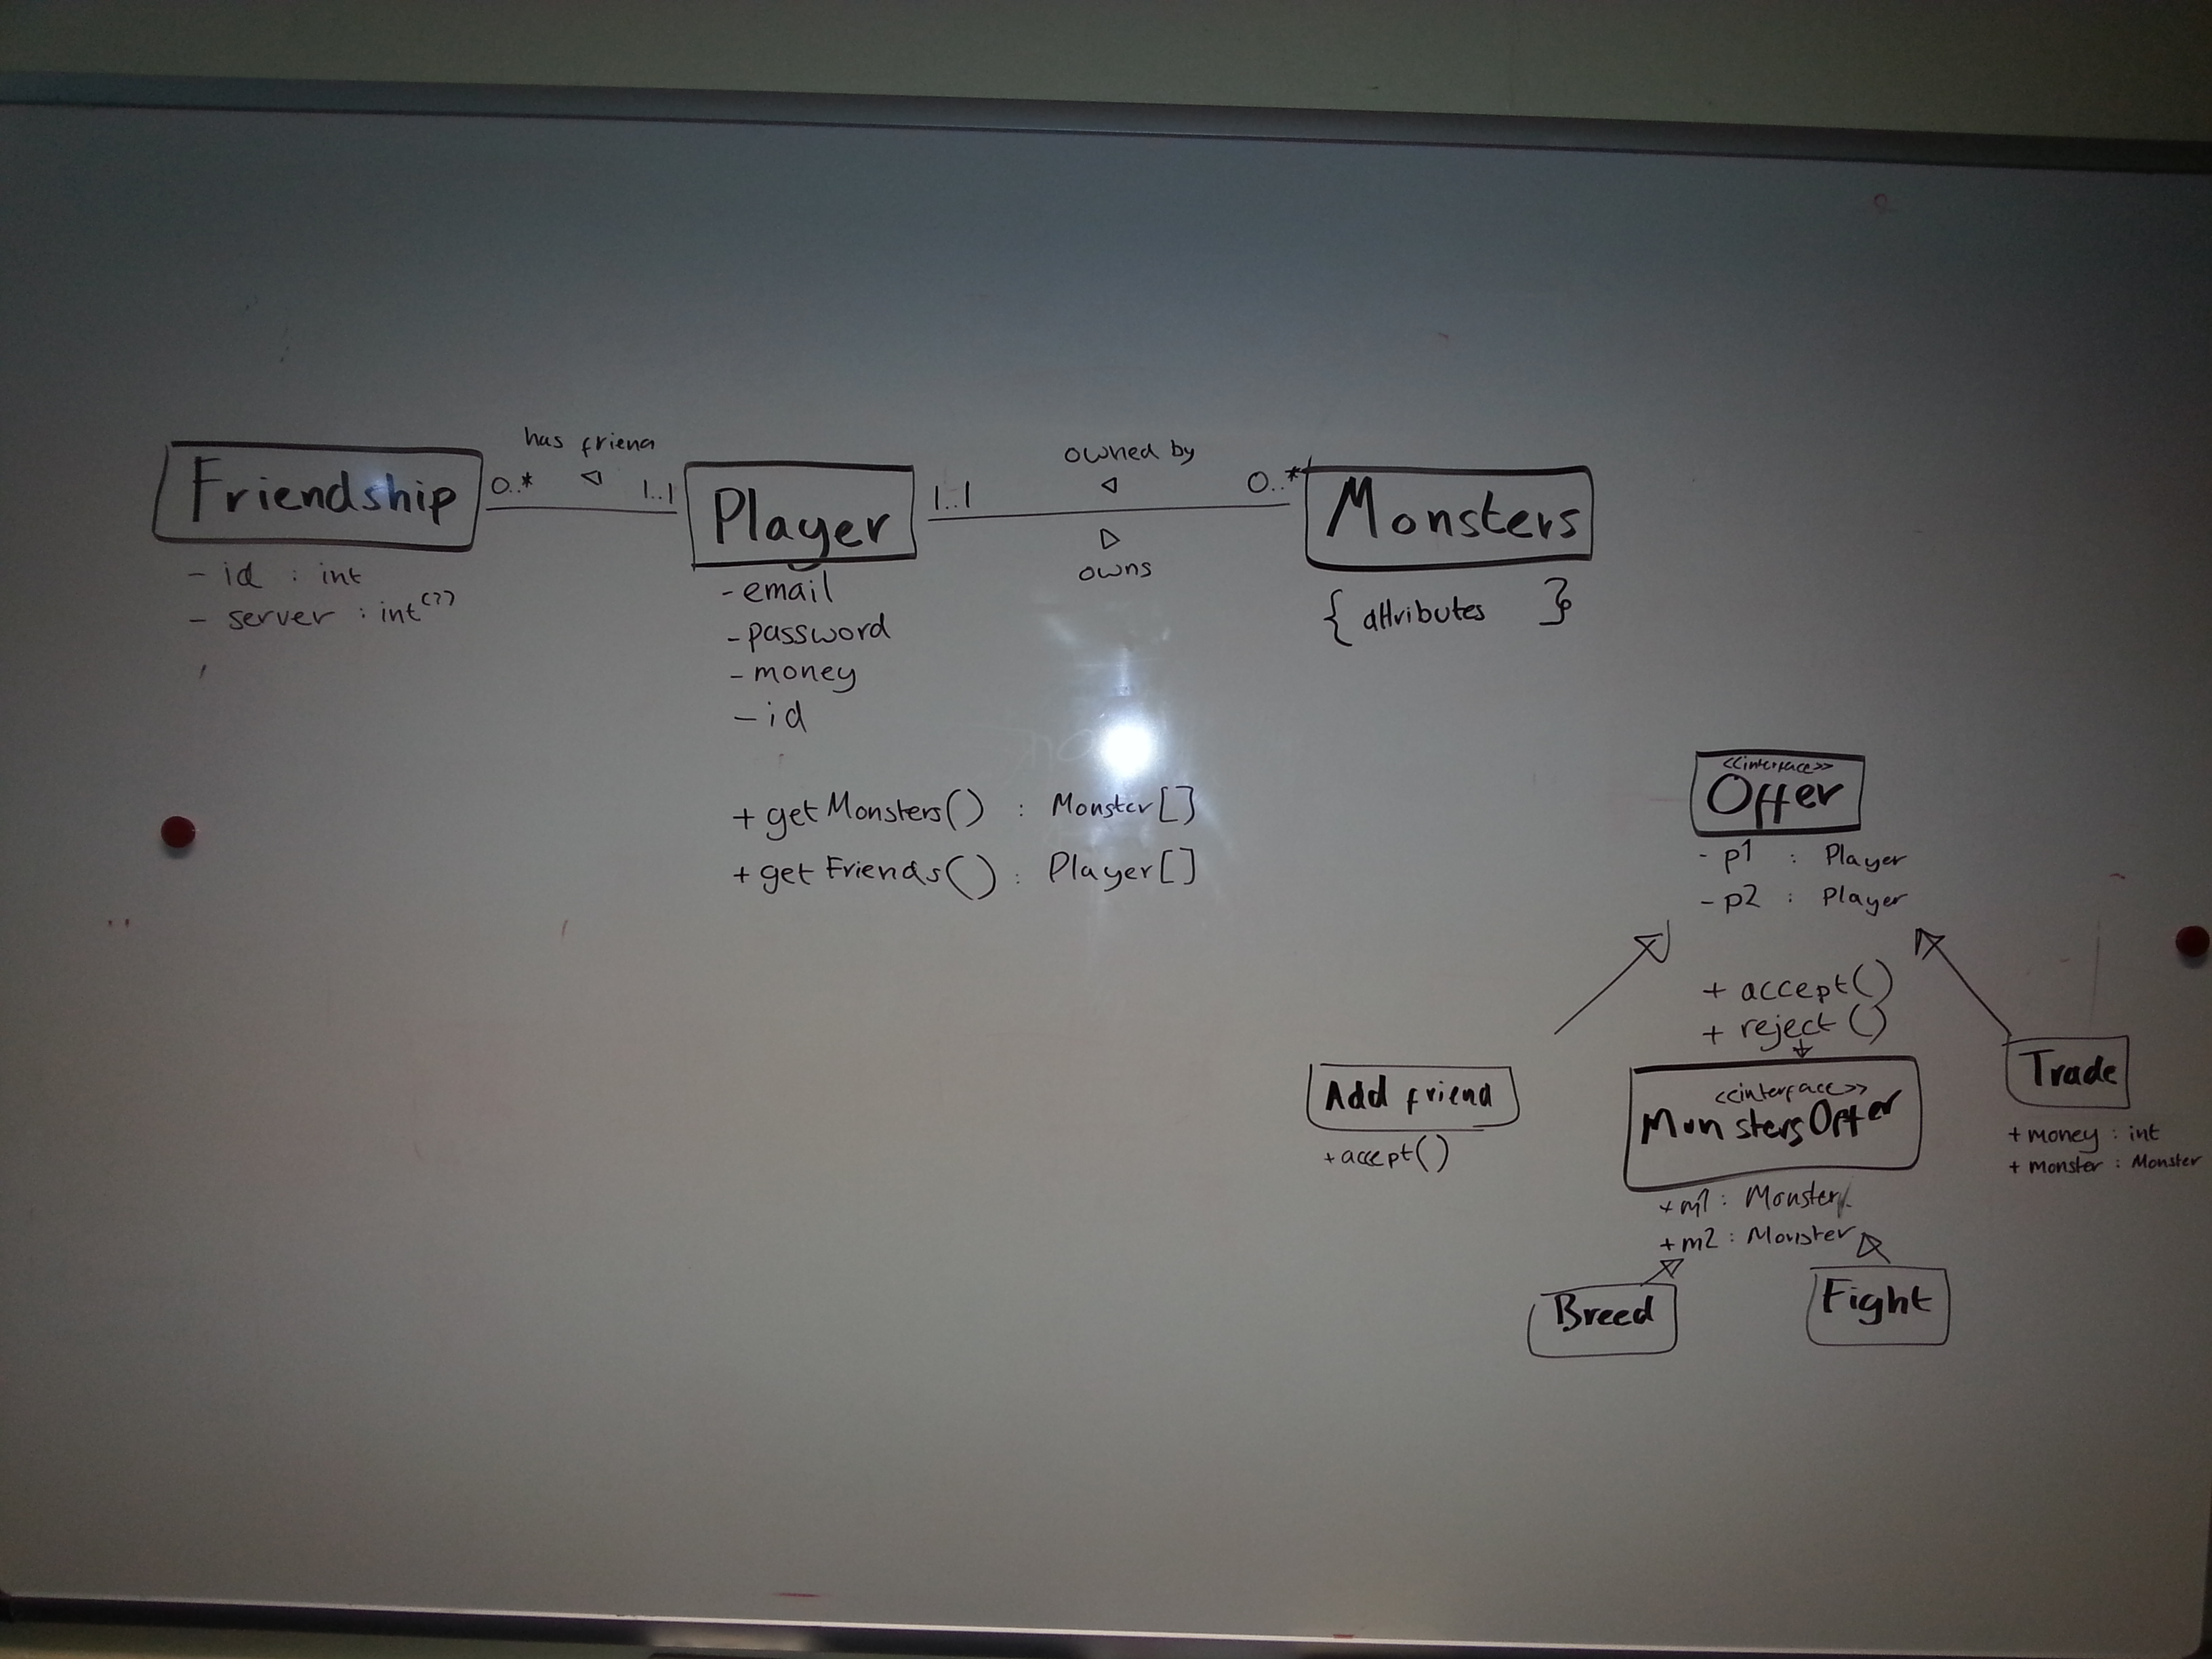 has friend
Friendship
0..*
1..1
- id : int
- server : int (??)
Player
- email
- password
- money
- id
+ getMonsters() : Monster[]
+ getFriends() : Player[]
1..1
owned by
0..*
owns
Monsters
{ attributes }
<<interface>>
Offer
- p1 : Player
- p2 : Player
+ accept()
+ reject()
Add friend
+accept()
<<interface>>
MonstersOffer
+ m1 : Monster
+ m2 : Monster
Trade
+ money : int
+ monster : Monster
Breed
Fight